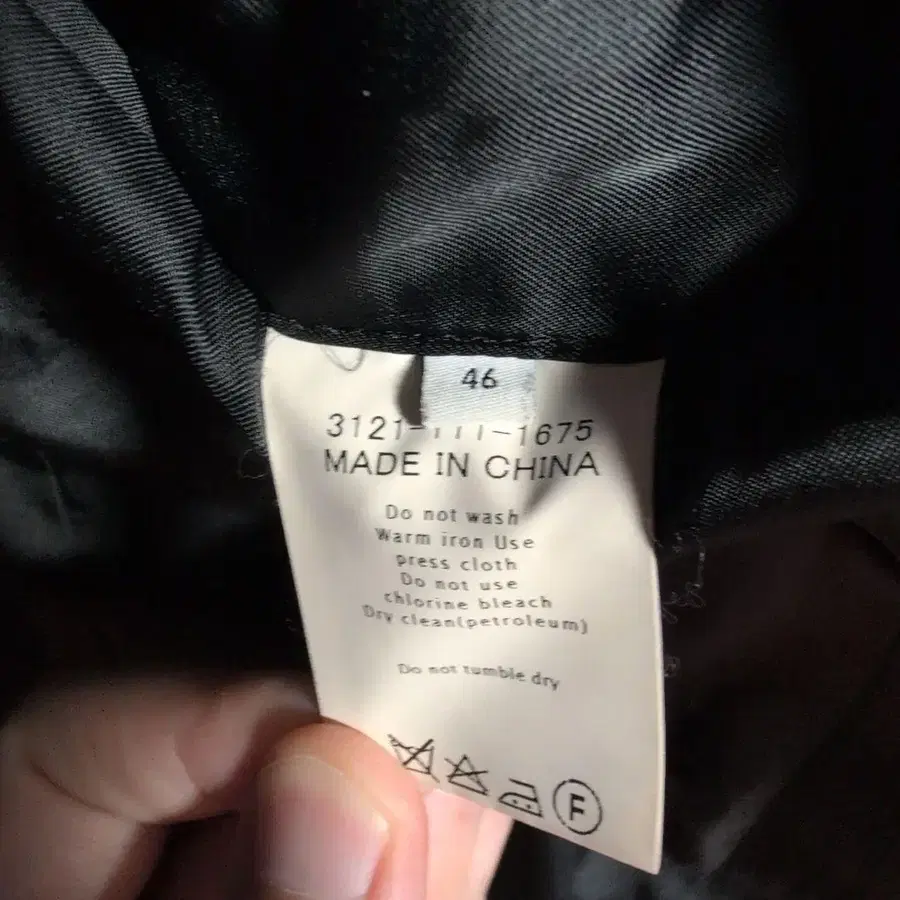 46
3121-111-1675
MADE IN CHINA
Do not wash
Warm iron Use
press cloth
Do not use
chlorine bleach
Dry clean(petroleum)
Do not tumble dry
F